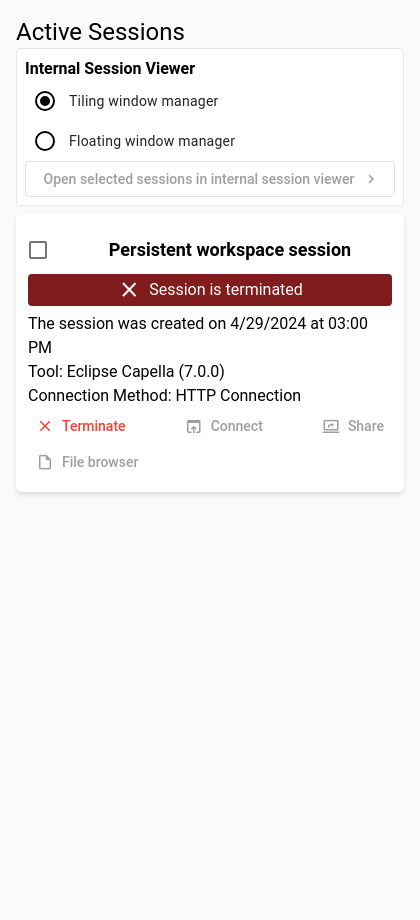 Active Sessions
Internal Session Viewer
Tiling window manager
Floating window manager
Open selected sessions in internal session viewer
Persistent workspace session
Session is terminated
The session was created on 4/29/2024 at 03:00
PM
Tool: Eclipse Capella (7.0.0)
Connection Method: HTTP Connection
Terminate Connect Share
File browser